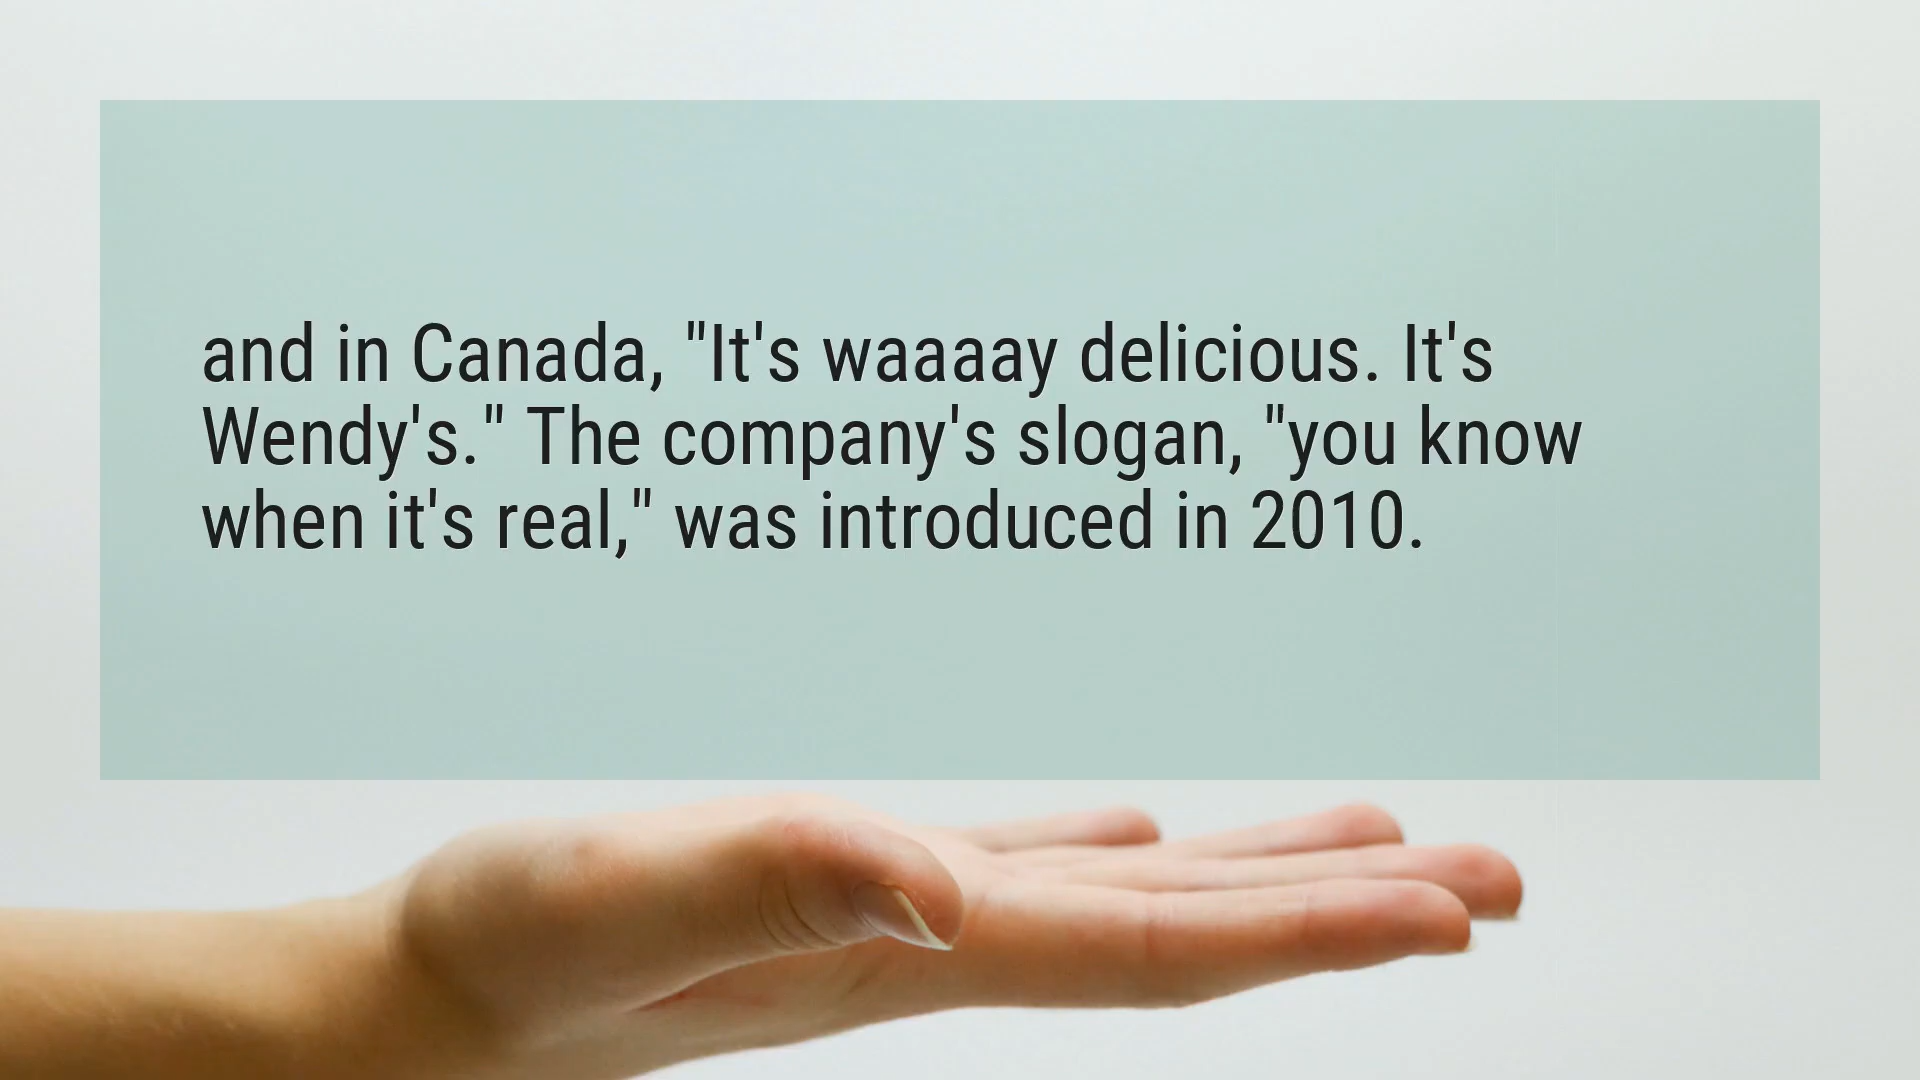 and in Canada, "It's waaaay delicious. It's
Wendy's." The company's slogan, "you know
when it's real," was introduced in 2010.